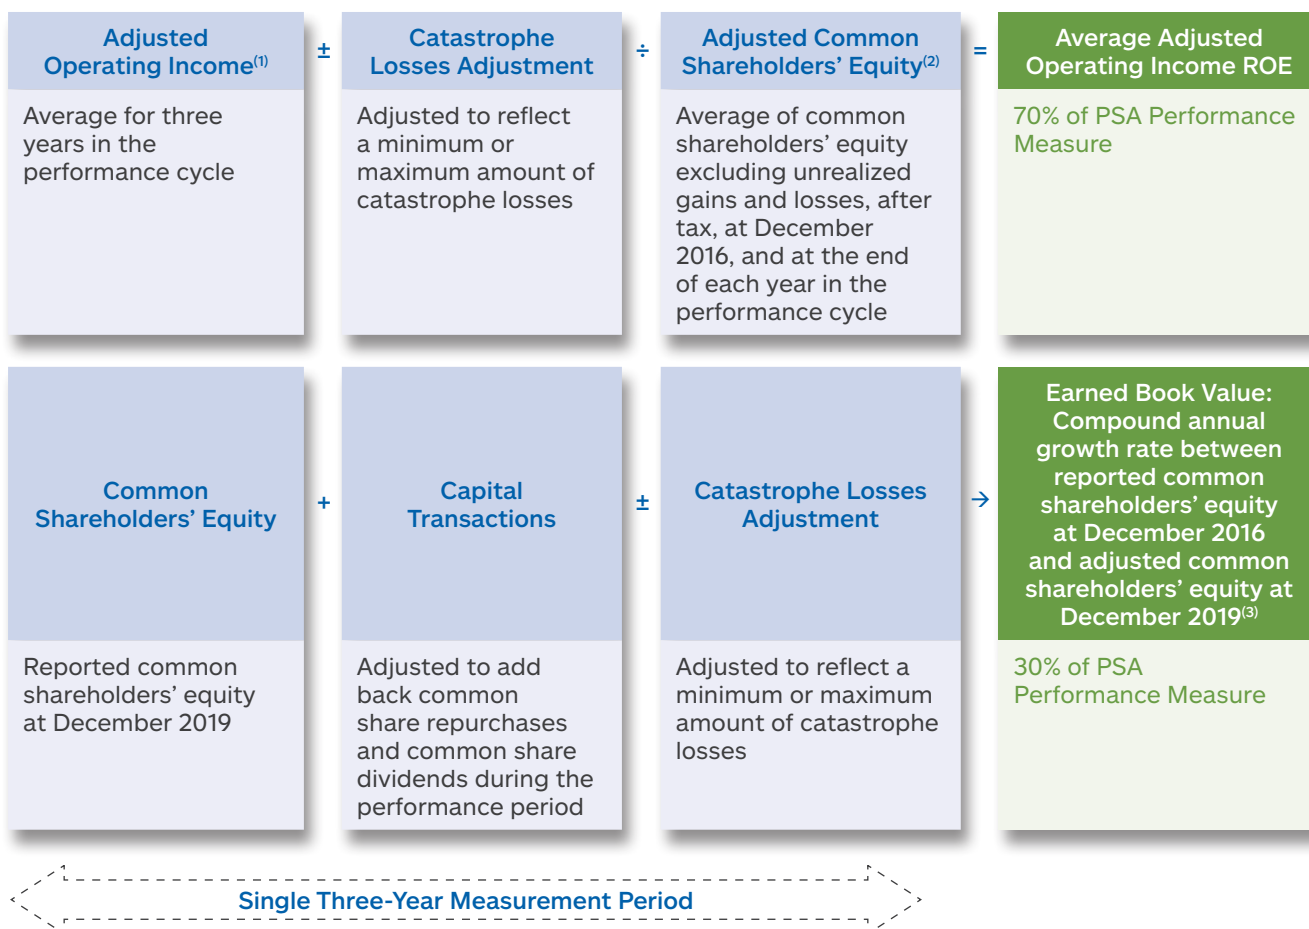 Adjusted
Operating Income(1)
±
Catastrophe
Losses Adjustment
÷
Adjusted Common
Shareholders' Equity(2)
=
Average Adjusted
Operating Income ROE
Average for three
years in the
performance cycle
Adjusted to reflect
a minimum or
maximum amount of
catastrophe losses
Average of common
shareholders' equity
excluding unrealized
gains and losses, after
tax, at December
2016, and at the end
of each year in the
performance cycle
70% of PSA Performance
Measure
Common
Shareholders' Equity
+
Capital
Transactions
±
Catastrophe Losses
Adjustment
→
Earned Book Value:
Compound annual
growth rate between
reported common
shareholders' equity
at December 2016
and adjusted common
shareholders' equity at
December 2019(3)
Reported common
shareholders' equity
at December 2019
Adjusted to add
back common
share repurchases
and common share
dividends during the
performance period
Adjusted to reflect a
minimum or maximum
amount of catastrophe
losses
30% of PSA
Performance Measure
Single Three-Year Measurement Period